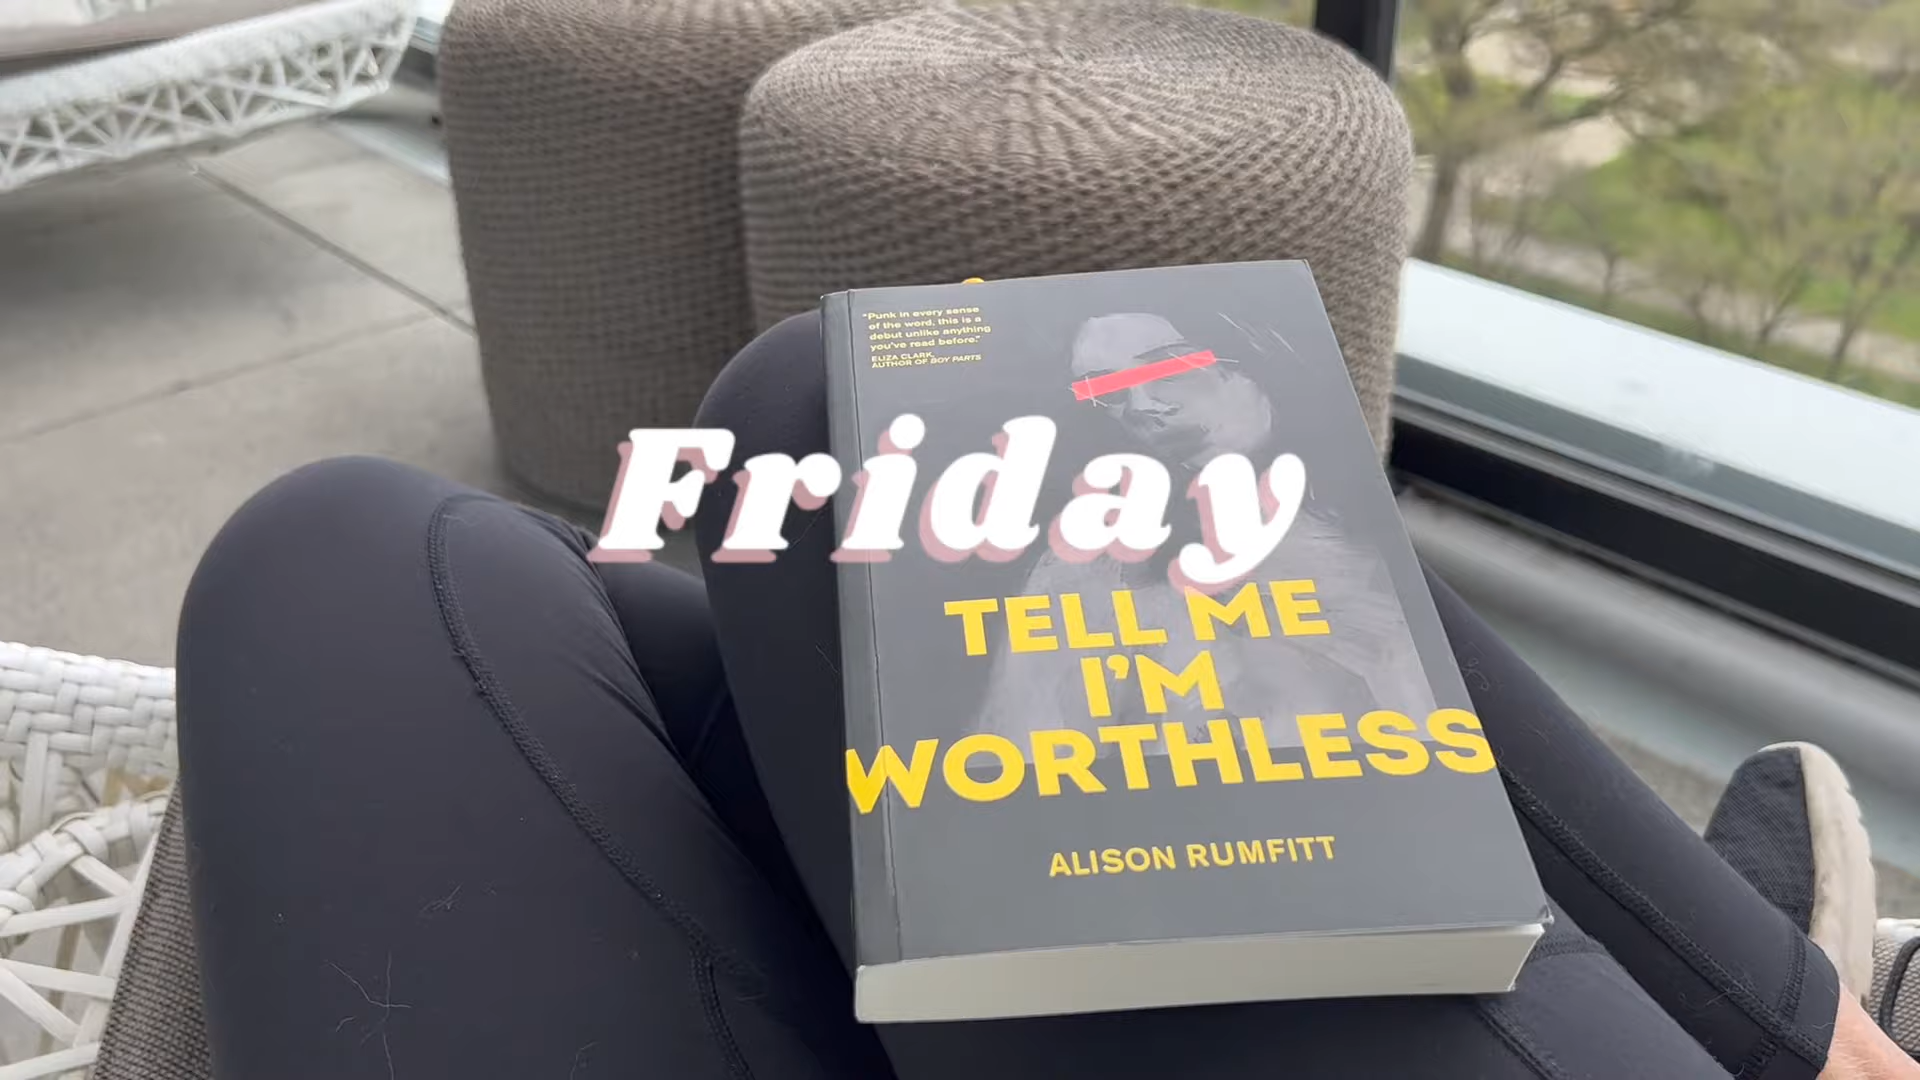 "Punk in every sense
of the word, this is a
debut unlike anything
you've read before."
ELIZA CLARK,
AUTHOR OF BOY PARTS
Friday
TELL ME
I'M
WORTHLESS
ALISON RUMFITT